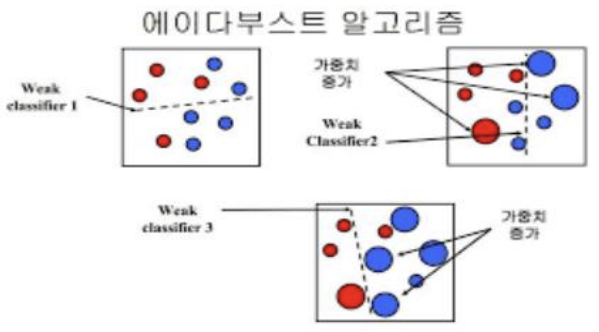 에이다부스트 알고리즘
Weak
classifier 1
가중치
증가
Weak
Classifier2
Weak
classifier 3
가중치
증가